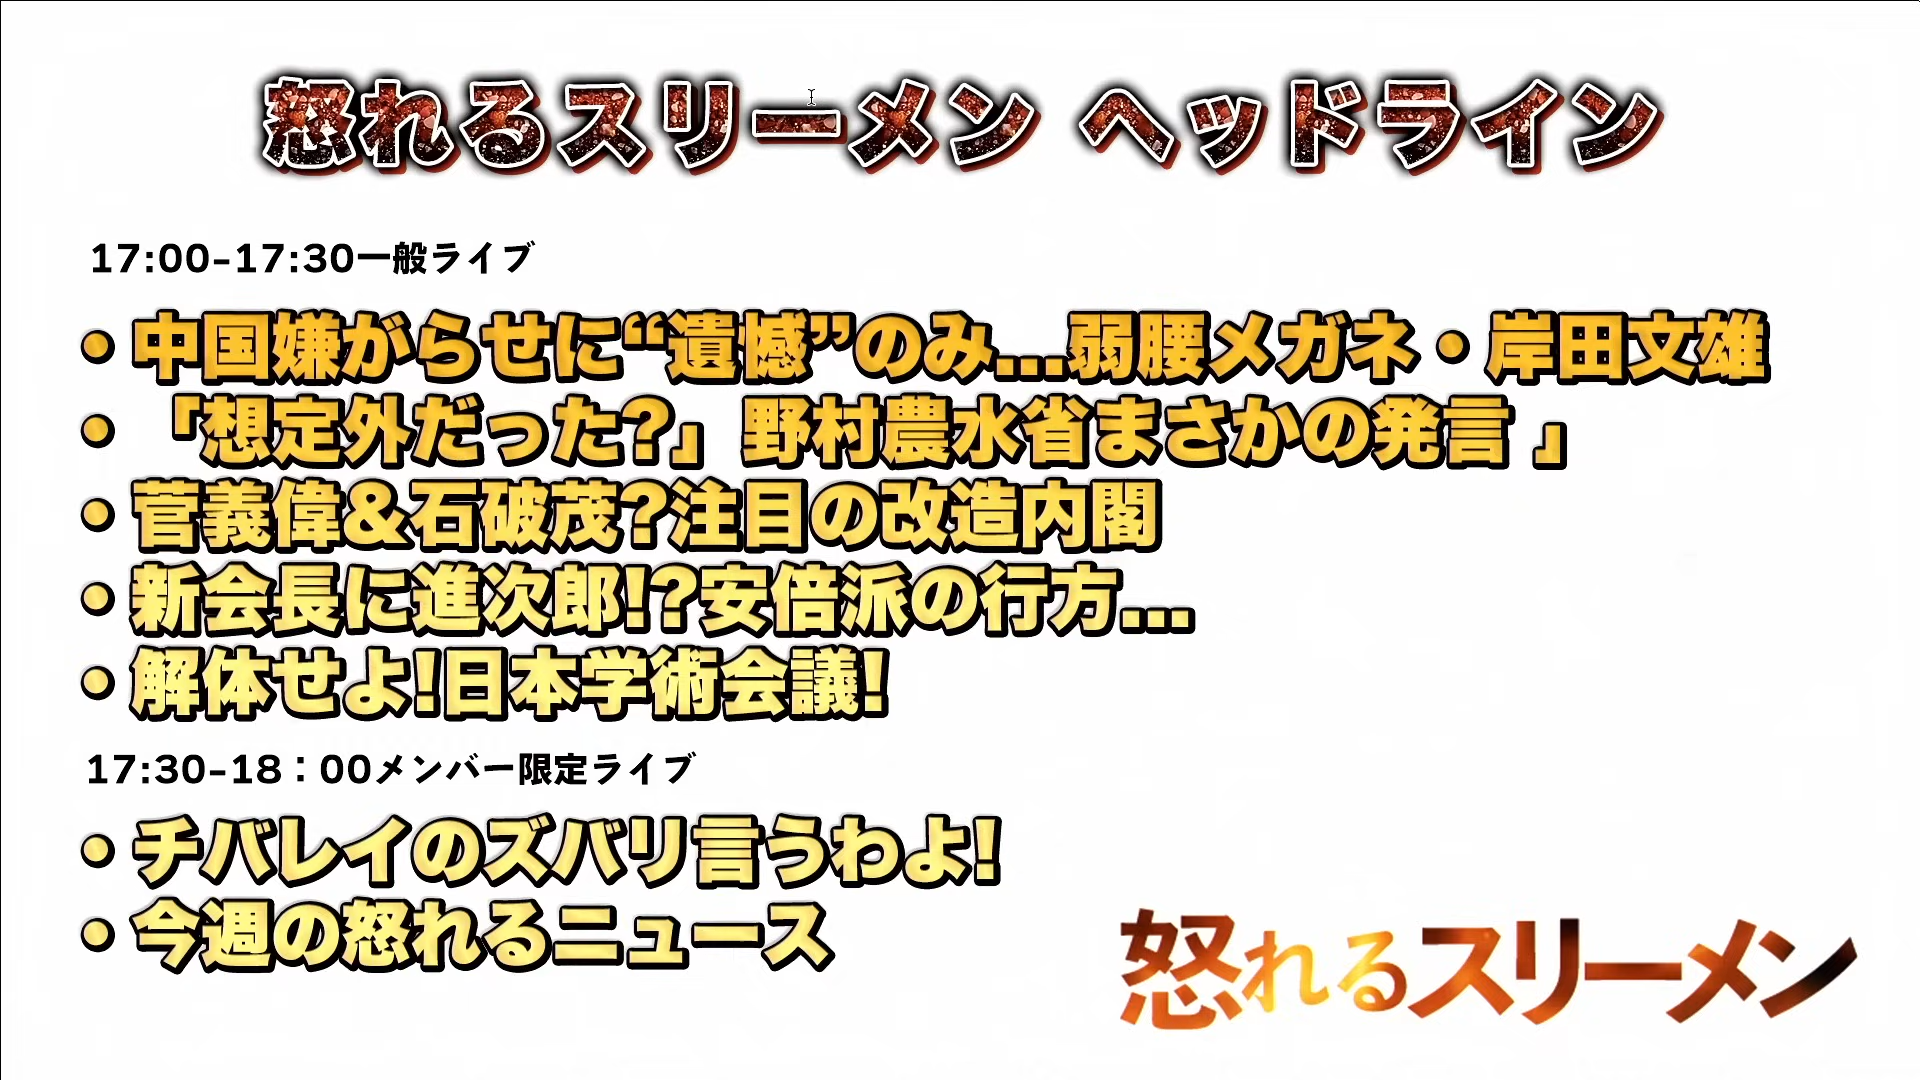 怒れるスリーメン ヘッドライン
17:00-17:30一般ライブ
• 中国嫌がらせに“遺憾”のみ...弱腰メガネ・岸田文雄
• 「想定外だった?」野村農水省まさかの発言 」
• 菅義偉&石破茂?注目の改造内閣
• 新会長に進次郎!?安倍派の行方...
• 解体せよ!日本学術会議!
17:30-18：00メンバー限定ライブ
• チバレイのズバリ言うわよ!
• 今週の怒れるニュース
怒れるスリーメン